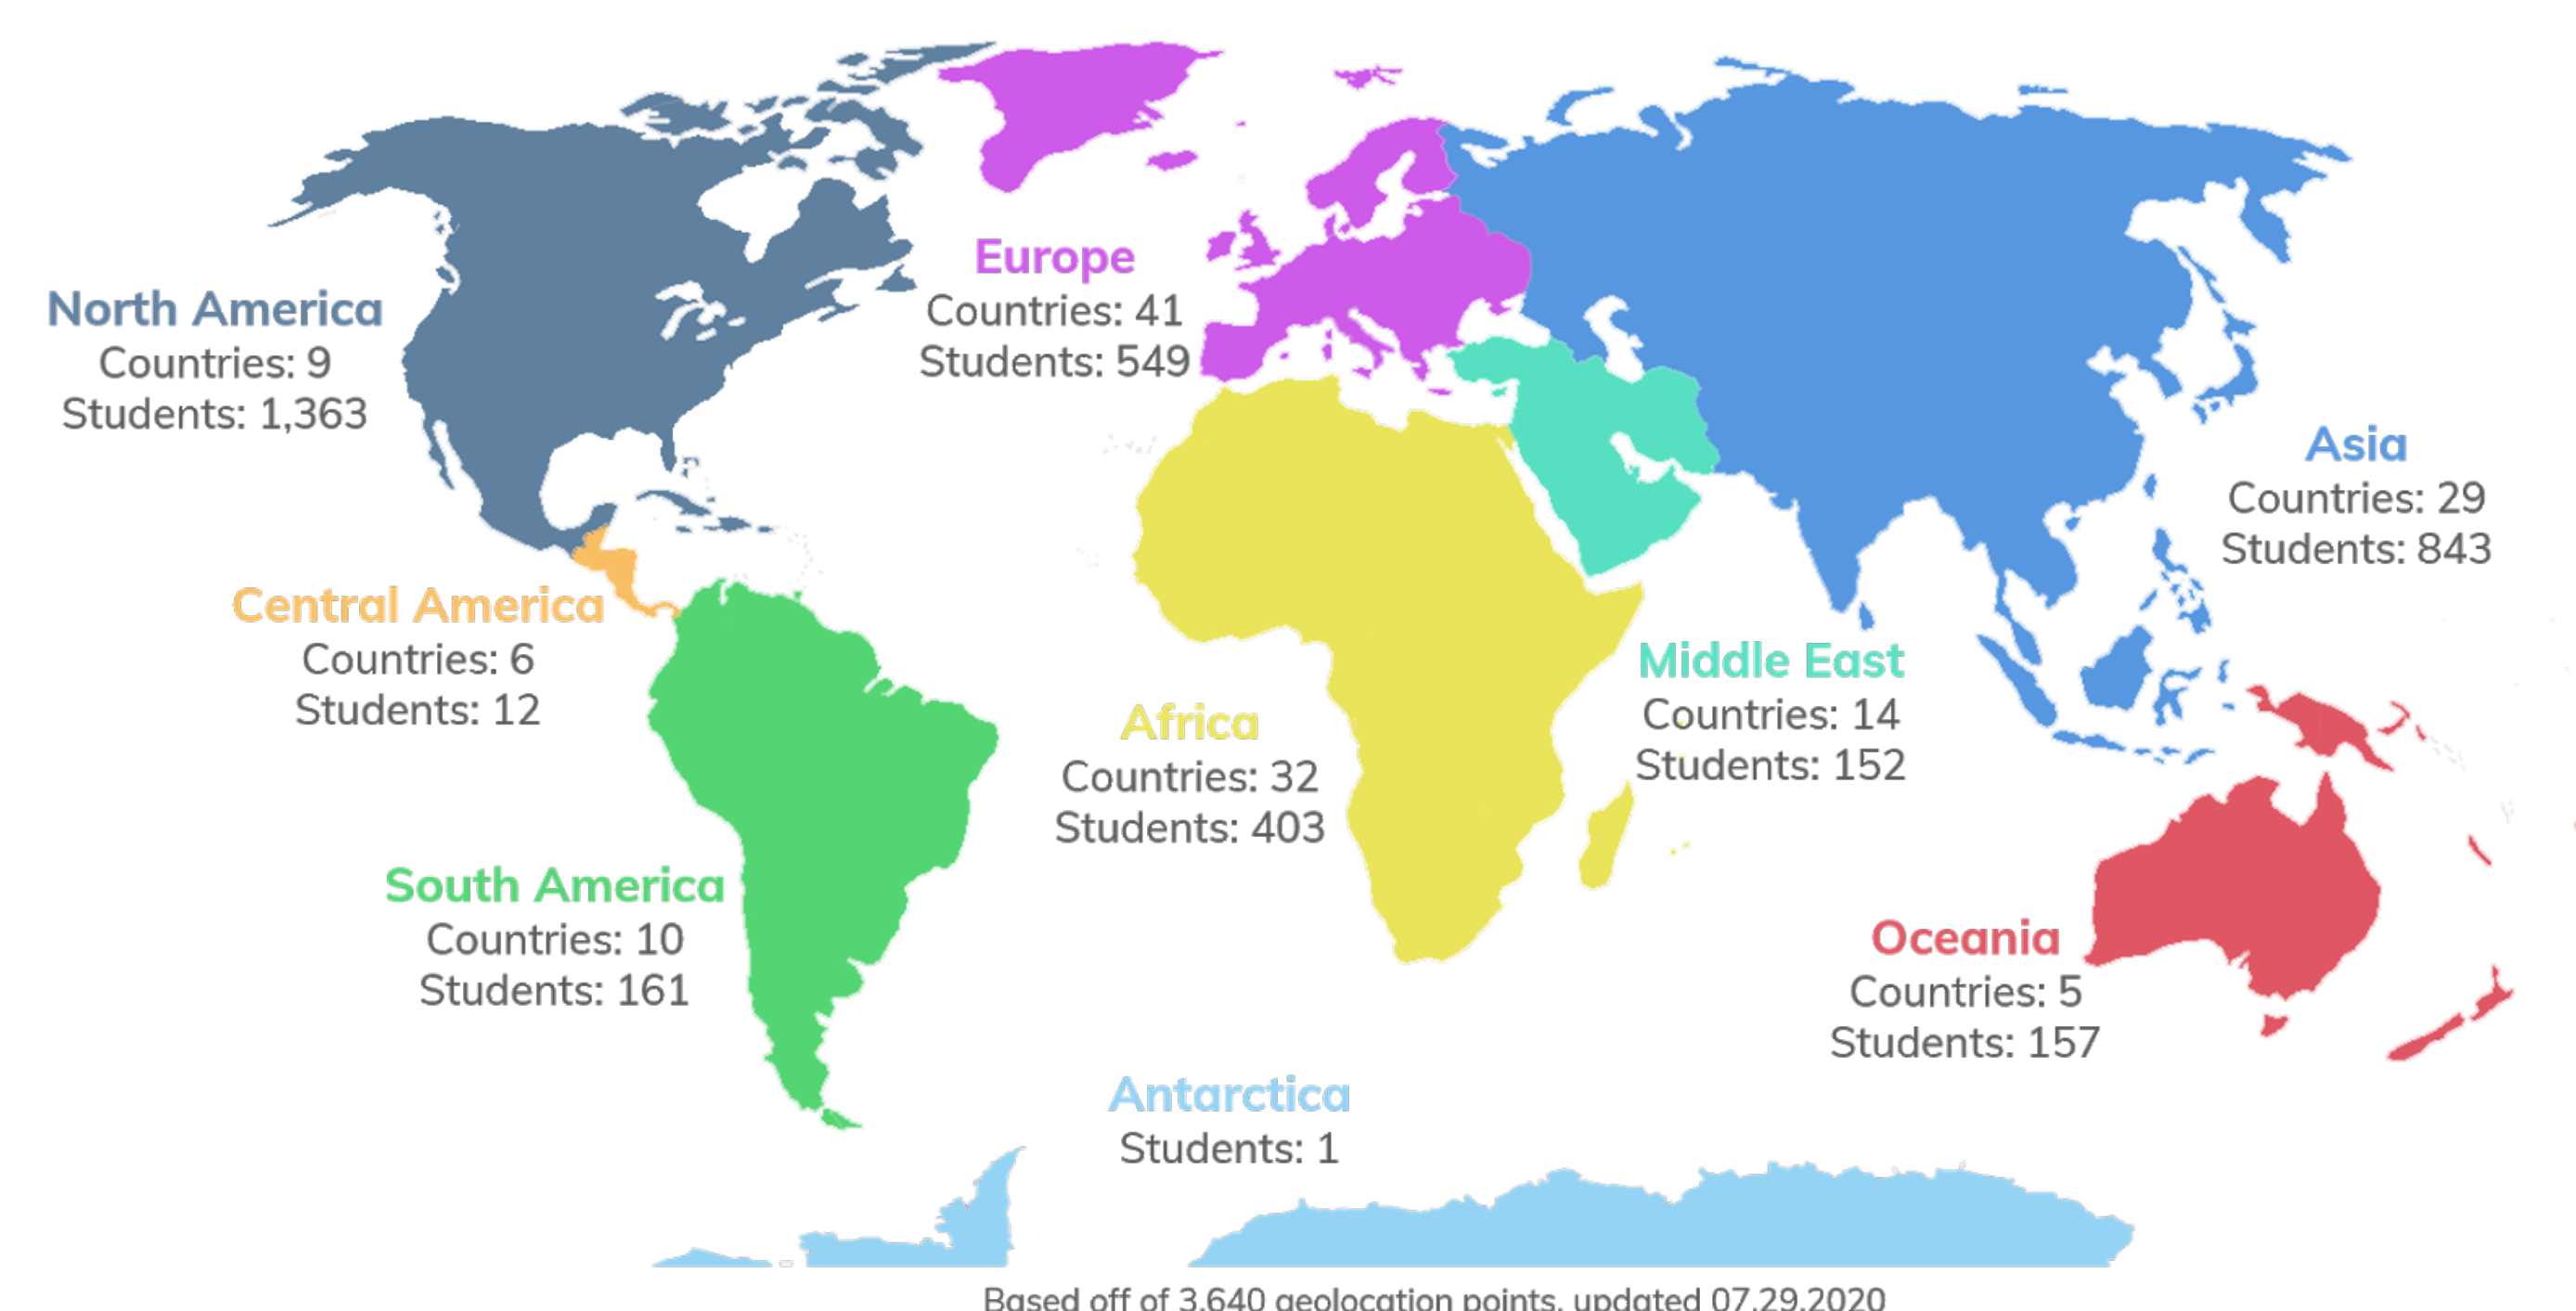 North America
Countries: 9
Students: 1,363
Europe
Countries: 41
Students: 549
Asia
Countries: 29
Students: 843
Central America
Countries: 6
Students: 12
Middle East
Countries: 14
Students: 152
Africa
Countries: 32
Students: 403
South America
Countries: 10
Students: 161
Oceania
Countries: 5
Students: 157
Antarctica
Students: 1
Based off of 3,640 geolocation points, updated 07.29.2020